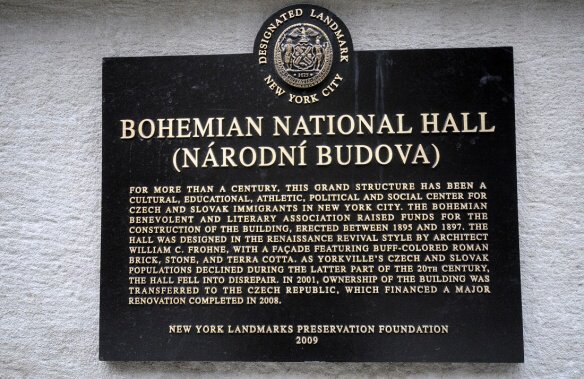 DESIGNATED LANDMARK
NEW YORK CITY
BOHEMIAN NATIONAL HALL
(NÁRODNÍ BUDOVA)
FOR MORE THAN A CENTURY, THIS GRAND STRUCTURE HAS BEEN A
CULTURAL, EDUCATIONAL, ATHLETIC, POLITICAL AND SOCIAL CENTER FOR
CZECH AND SLOVAK IMMIGRANTS IN NEW YORK CITY. THE BOHEMIAN
BENEVOLENT AND LITERARY ASSOCIATION RAISED FUNDS FOR THE
CONSTRUCTION OF THE BUILDING, ERECTED BETWEEN 1895 AND 1897. THE
HALL WAS DESIGNED IN THE RENAISSANCE REVIVAL STYLE BY ARCHITECT
WILLIAM C. FROHNE, WITH A FAÇADE FEATURING BUFF-COLORED ROMAN
BRICK, STONE, AND TERRA COTTA. AS YORKVILLE'S CZECH AND SLOVAK
POPULATIONS DECLINED DURING THE LATTER PART OF THE 20TH CENTURY,
THE HALL FELL INTO DISREPAIR. IN 2001, OWNERSHIP OF THE BUILDING WAS
TRANSFERRED TO THE CZECH REPUBLIC, WHICH FINANCED A MAJOR
RENOVATION COMPLETED IN 2008.
NEW YORK LANDMARKS PRESERVATION FOUNDATION
2009